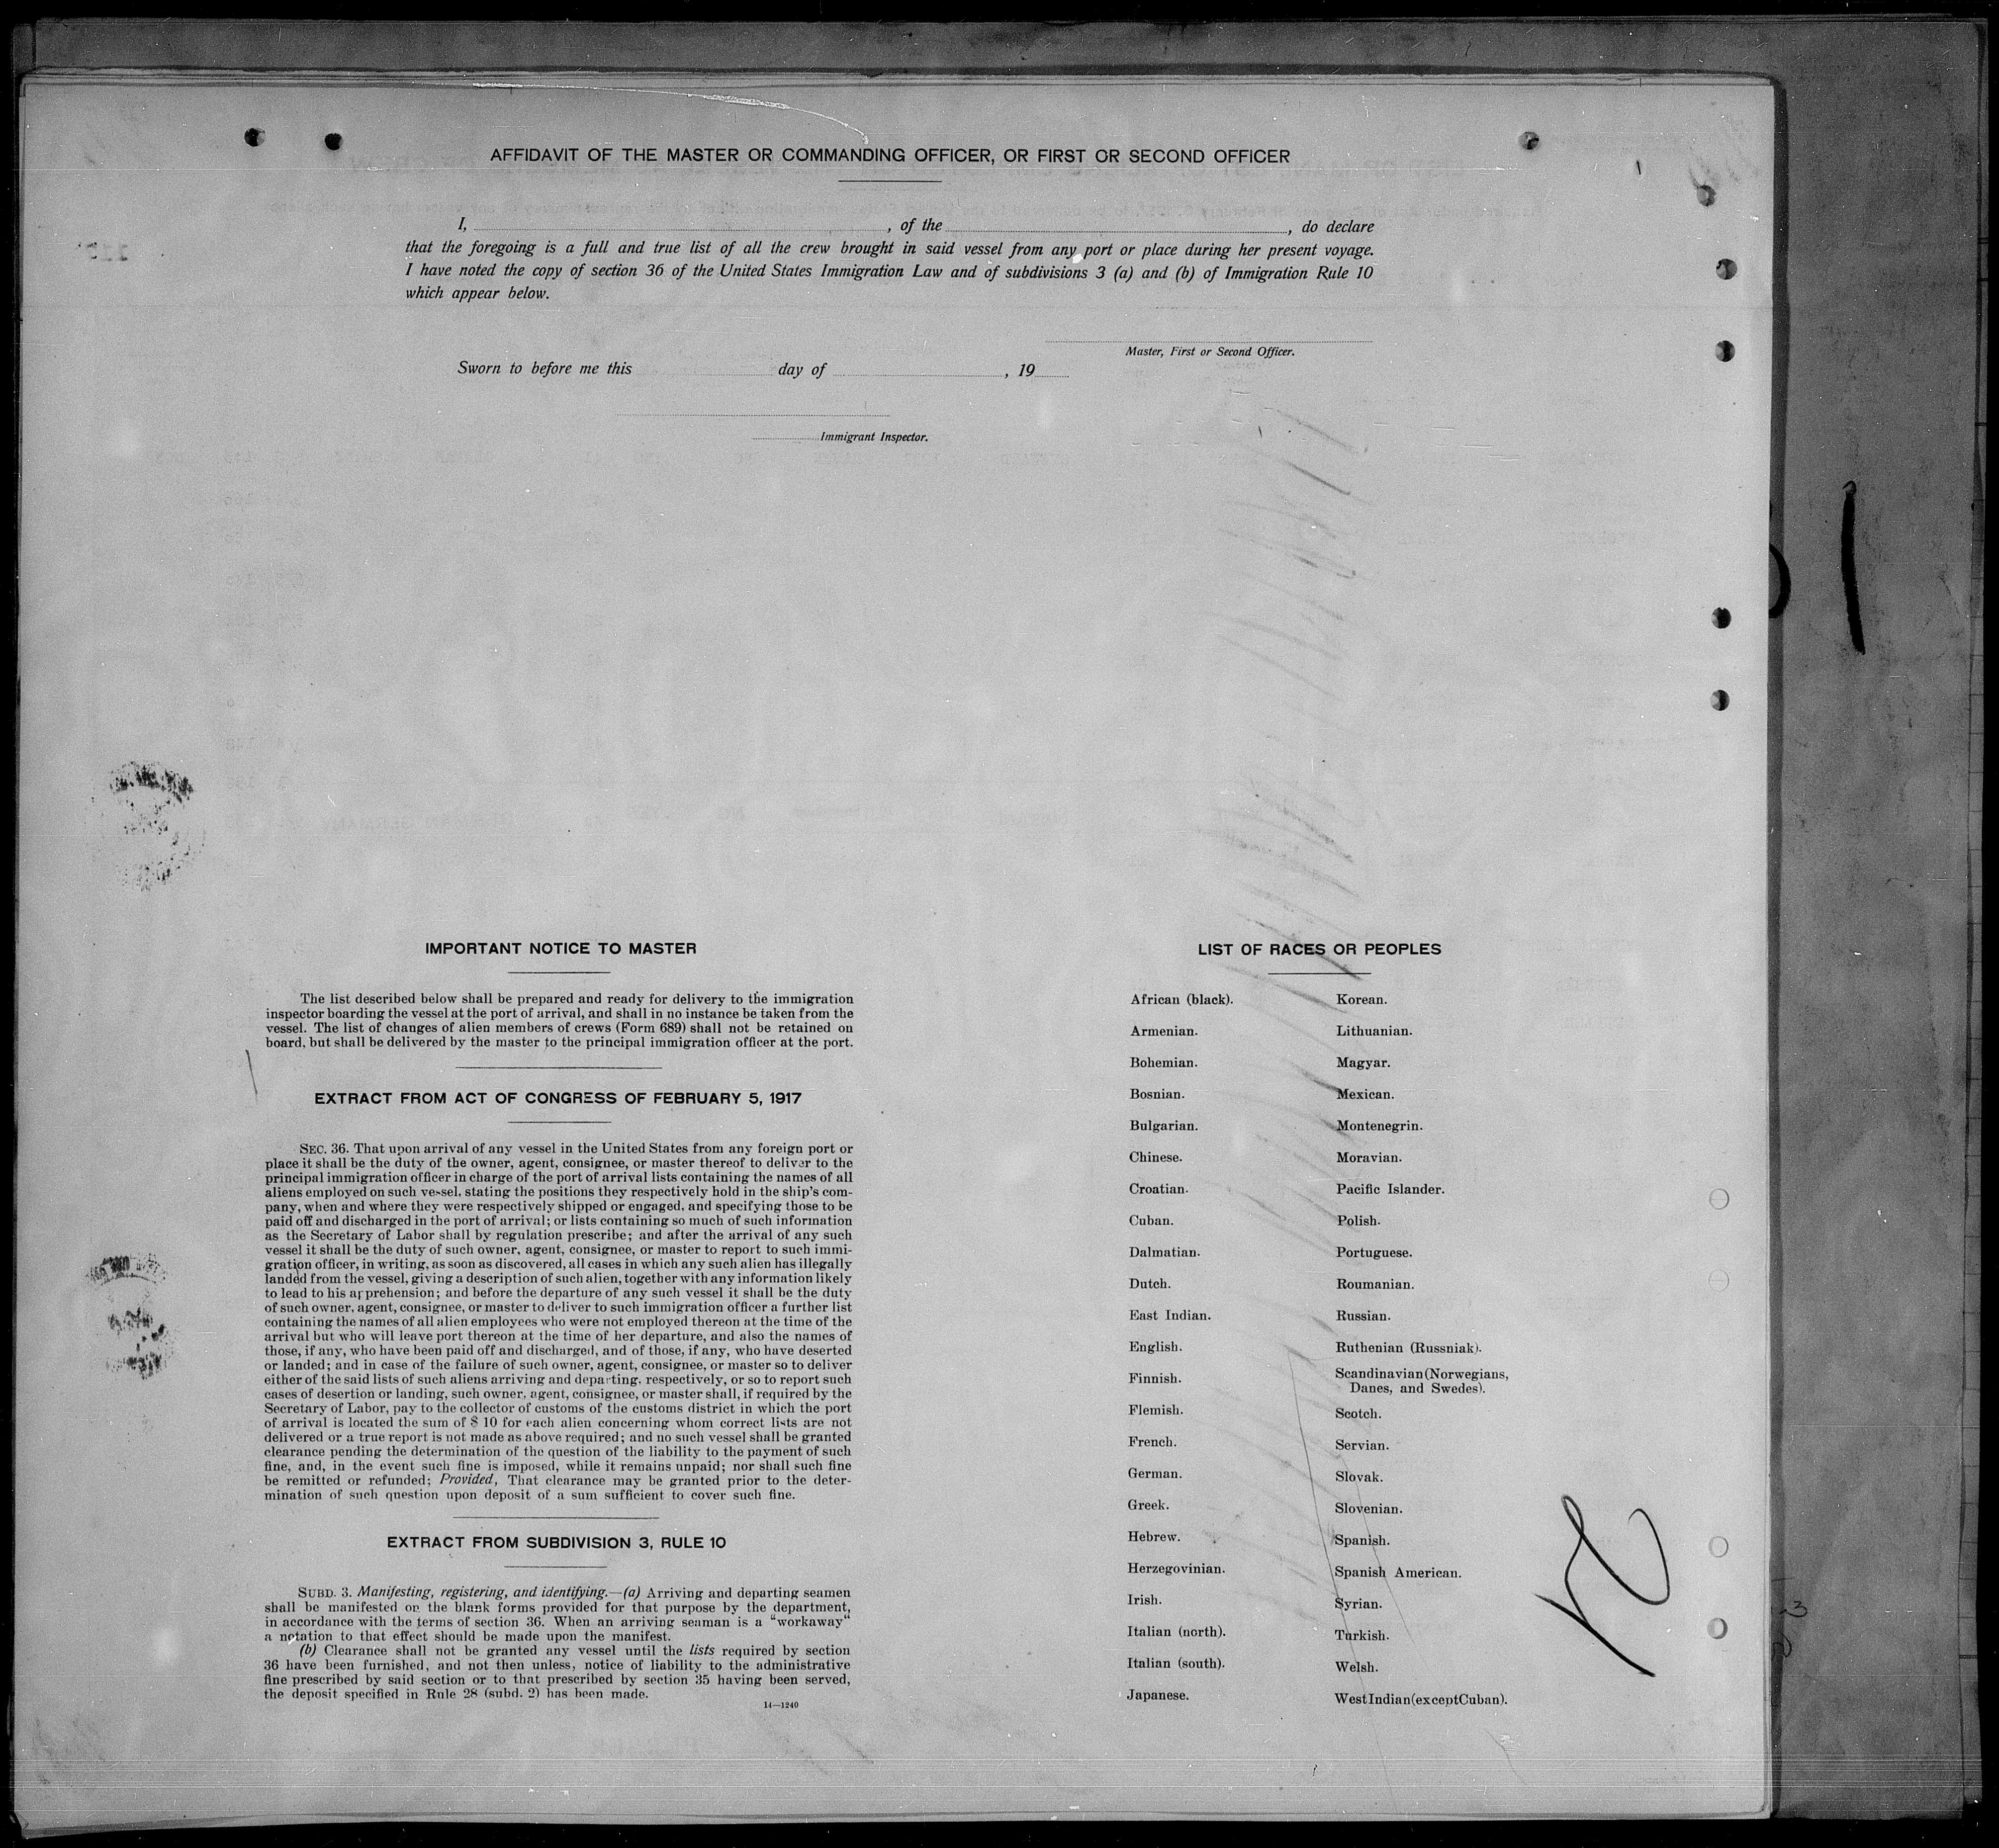 AFFIDAVIT OF THE MASTER OR COMMANDING OFFICER, OR FIRST OR SECOND OFFICER
I, , of the , do declare
that the foregoing is a full and true list of all the crew brought in said vessel from any port or place during her present voyage.
I have noted the copy of section 36 of the United States Immigration Law and of subdivisions 3 (a) and (b) of Immigration Rule 10
which appear below.
Master, First or Second Officer.
Sworn to before me this day of , 19
Immigrant Inspector.
IMPORTANT NOTICE TO MASTER
The list described below shall be prepared and ready for delivery to the immigration
inspector boarding the vessel at the port of arrival, and shall in no instance be taken from the
vessel. The list of changes of alien members of crews (Form 689) shall not be retained on
board, but shall be delivered by the master to the principal immigration officer at the port.
EXTRACT FROM ACT OF CONGRESS OF FEBRUARY 5, 1917
SEC. 36. That upon arrival of any vessel in the United States from any foreign port or
place it shall be the duty of the owner, agent, consignee, or master thereof to deliver to the
principal immigration officer in charge of the port of arrival lists containing the names of all
aliens employed on such vessel, stating the positions they respectively hold in the ship's com-
pany, when and where they were respectively shipped or engaged, and specifying those to be
paid off and discharged in the port of arrival; or lists containing so much of such information
as the Secretary of Labor shall by regulation prescribe; and after the arrival of any such
vessel it shall be the duty of such owner, agent, consignee, or master to report to such immi-
gration officer, in writing, as soon as discovered, all cases in which any such alien has illegally
landed from the vessel, giving a description of such alien, together with any information likely
to lead to his apprehension; and before the departure of any such vessel it shall be the duty
of such owner, agent, consignee, or master to deliver to such immigration officer a further list
containing the names of all alien employees who were not employed thereon at the time of the
arrival but who will leave port thereon at the time of her departure, and also the names of
those, if any, who have been paid off and discharged, and of those, if any, who have deserted
or landed; and in case of the failure of such owner, agent, consignee, or master so to deliver
either of the said lists of such aliens arriving and departing, respectively, or so to report such
cases of desertion or landing, such owner, agent, consignee, or master shall, if required by the
Secretary of Labor, pay to the collector of customs of the customs district in which the port
of arrival is located the sum of $ 10 for each alien concerning whom correct lists are not
delivered or a true report is not made as above required; and no such vessel shall be granted
clearance pending the determination of the question of the liability to the payment of such
fine, and, in the event such fine is imposed, while it remains unpaid; nor shall such fine
be remitted or refunded; Provided, That clearance may be granted prior to the deter-
mination of such question upon deposit of a sum sufficient to cover such fine.
EXTRACT FROM SUBDIVISION 3, RULE 10
SUBD. 3. Manifesting, registering, and identifying.—(a) Arriving and departing seamen
shall be manifested on the blank forms provided for that purpose by the department,
in accordance with the terms of section 36. When an arriving seaman is a "workaway"
a notation to that effect should be made upon the manifest.
(b) Clearance shall not be granted any vessel until the lists required by section
36 have been furnished, and not then unless, notice of liability to the administrative
fine prescribed by said section or to that prescribed by section 35 having been served,
the deposit specified in Rule 28 (subd. 2) has been made.
14—1240
LIST OF RACES OR PEOPLES
African (black).
Armenian.
Bohemian.
Bosnian.
Bulgarian.
Chinese.
Croatian.
Cuban.
Dalmatian.
Dutch.
East Indian.
English.
Finnish.
Flemish.
French.
German.
Greek.
Hebrew.
Herzegovinian.
Irish.
Italian (north).
Italian (south).
Japanese.
Korean.
Lithuanian.
Magyar.
Mexican.
Montenegrin.
Moravian.
Pacific Islander.
Polish.
Portuguese.
Roumanian.
Russian.
Ruthenian (Russniak).
Scandinavian (Norwegians,
Danes, and Swedes).
Scotch.
Servian.
Slovak.
Slovenian.
Spanish.
Spanish American.
Syrian.
Turkish.
Welsh.
West Indian (except Cuban).